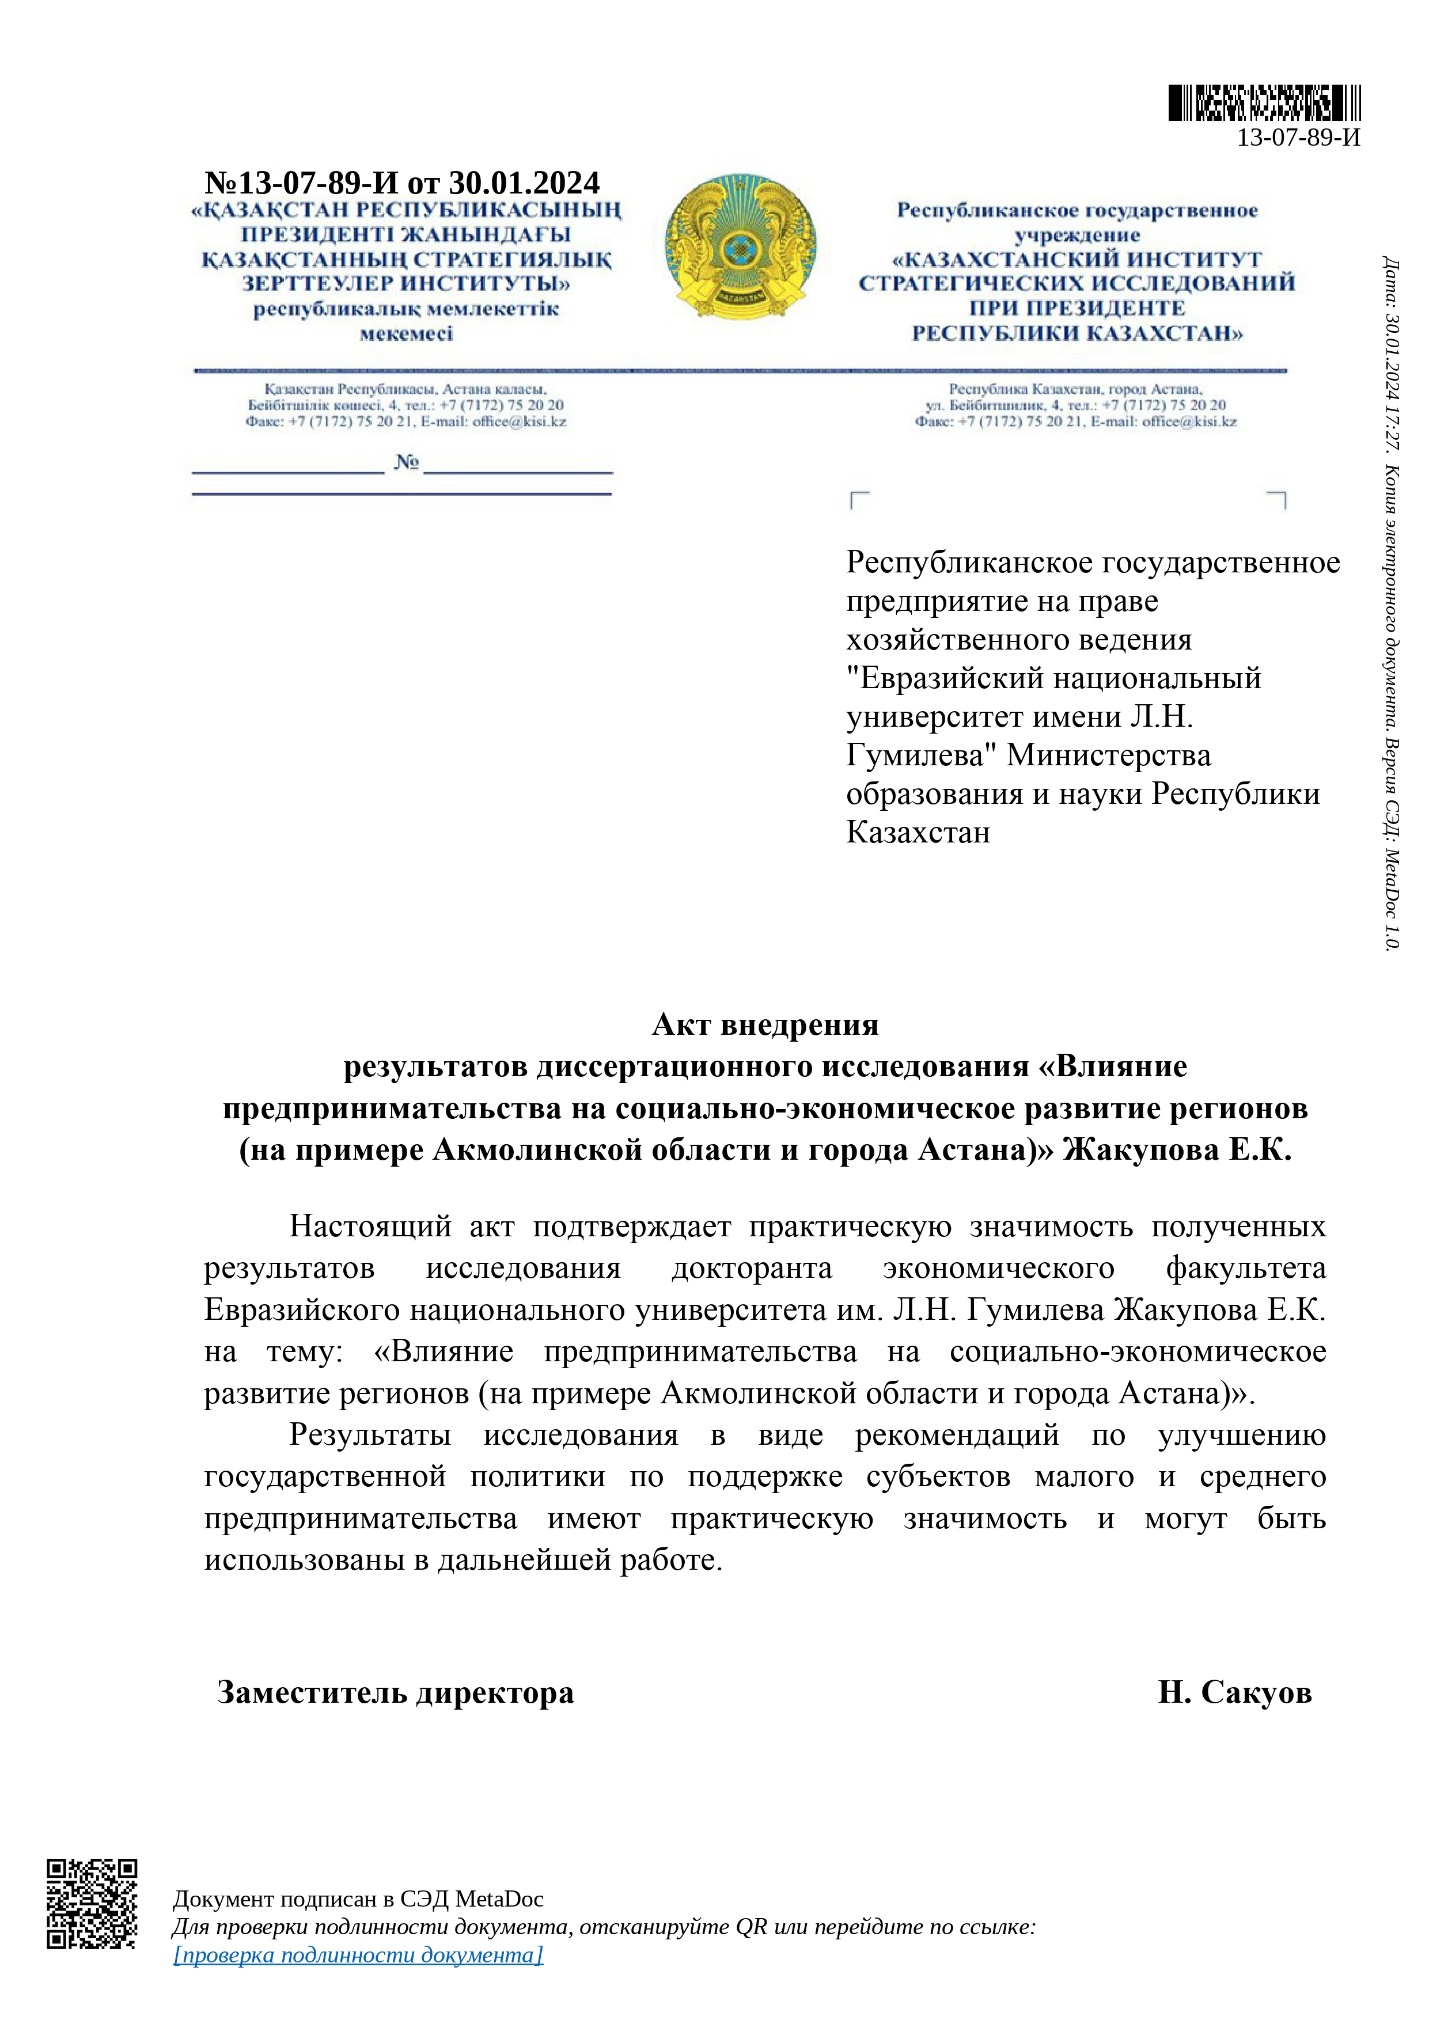 13-07-89-И
№13-07-89-И от 30.01.2024
«ҚАЗАҚСТАН РЕСПУБЛИКАСЫНЫҢ
ПРЕЗИДЕНТІ ЖАНЫНДАҒЫ
ҚАЗАҚСТАННЫҢ СТРАТЕГИЯЛЫҚ
ЗЕРТТЕУЛЕР ИНСТИТУТЫ»
республикалық мемлекеттік
мекемесі
KAZAKSTAN
Республиканское государственное
учреждение
«КАЗАХСТАНСКИЙ ИНСТИТУТ
СТРАТЕГИЧЕСКИХ ИССЛЕДОВАНИЙ
ПРИ ПРЕЗИДЕНТЕ
РЕСПУБЛИКИ КАЗАХСТАН»
Қазақстан Республикасы, Астана қаласы,
Бейбітшілік көшесі, 4, тел.: +7 (7172) 75 20 20
Факс: +7 (7172) 75 20 21, E-mail: office@kisi.kz
Республика Казахстан, город Астана,
ул. Бейбитшилик, 4, тел.: +7 (7172) 75 20 20
Факс: +7 (7172) 75 20 21, E-mail: office@kisi.kz
№
Республиканское государственное
предприятие на праве
хозяйственного ведения
"Евразийский национальный
университет имени Л.Н.
Гумилева" Министерства
образования и науки Республики
Казахстан
Дата: 30.01.2024 17:27. Копия электронного документа. Версия СЭД: MetaDoc 1.0.
Акт внедрения
результатов диссертационного исследования «Влияние
предпринимательства на социально-экономическое развитие регионов
(на примере Акмолинской области и города Астана)» Жакупова Е.К.
Настоящий акт подтверждает практическую значимость полученных
результатов исследования докторанта экономического факультета
Евразийского национального университета им. Л.Н. Гумилева Жакупова Е.К.
на тему: «Влияние предпринимательства на социально-экономическое
развитие регионов (на примере Акмолинской области и города Астана)».
Результаты исследования в виде рекомендаций по улучшению
государственной политики по поддержке субъектов малого и среднего
предпринимательства имеют практическую значимость и могут быть
использованы в дальнейшей работе.
Заместитель директора Н. Сакуов
Документ подписан в СЭД MetaDoc
Для проверки подлинности документа, отсканируйте QR или перейдите по ссылке:
[проверка подлинности документа]